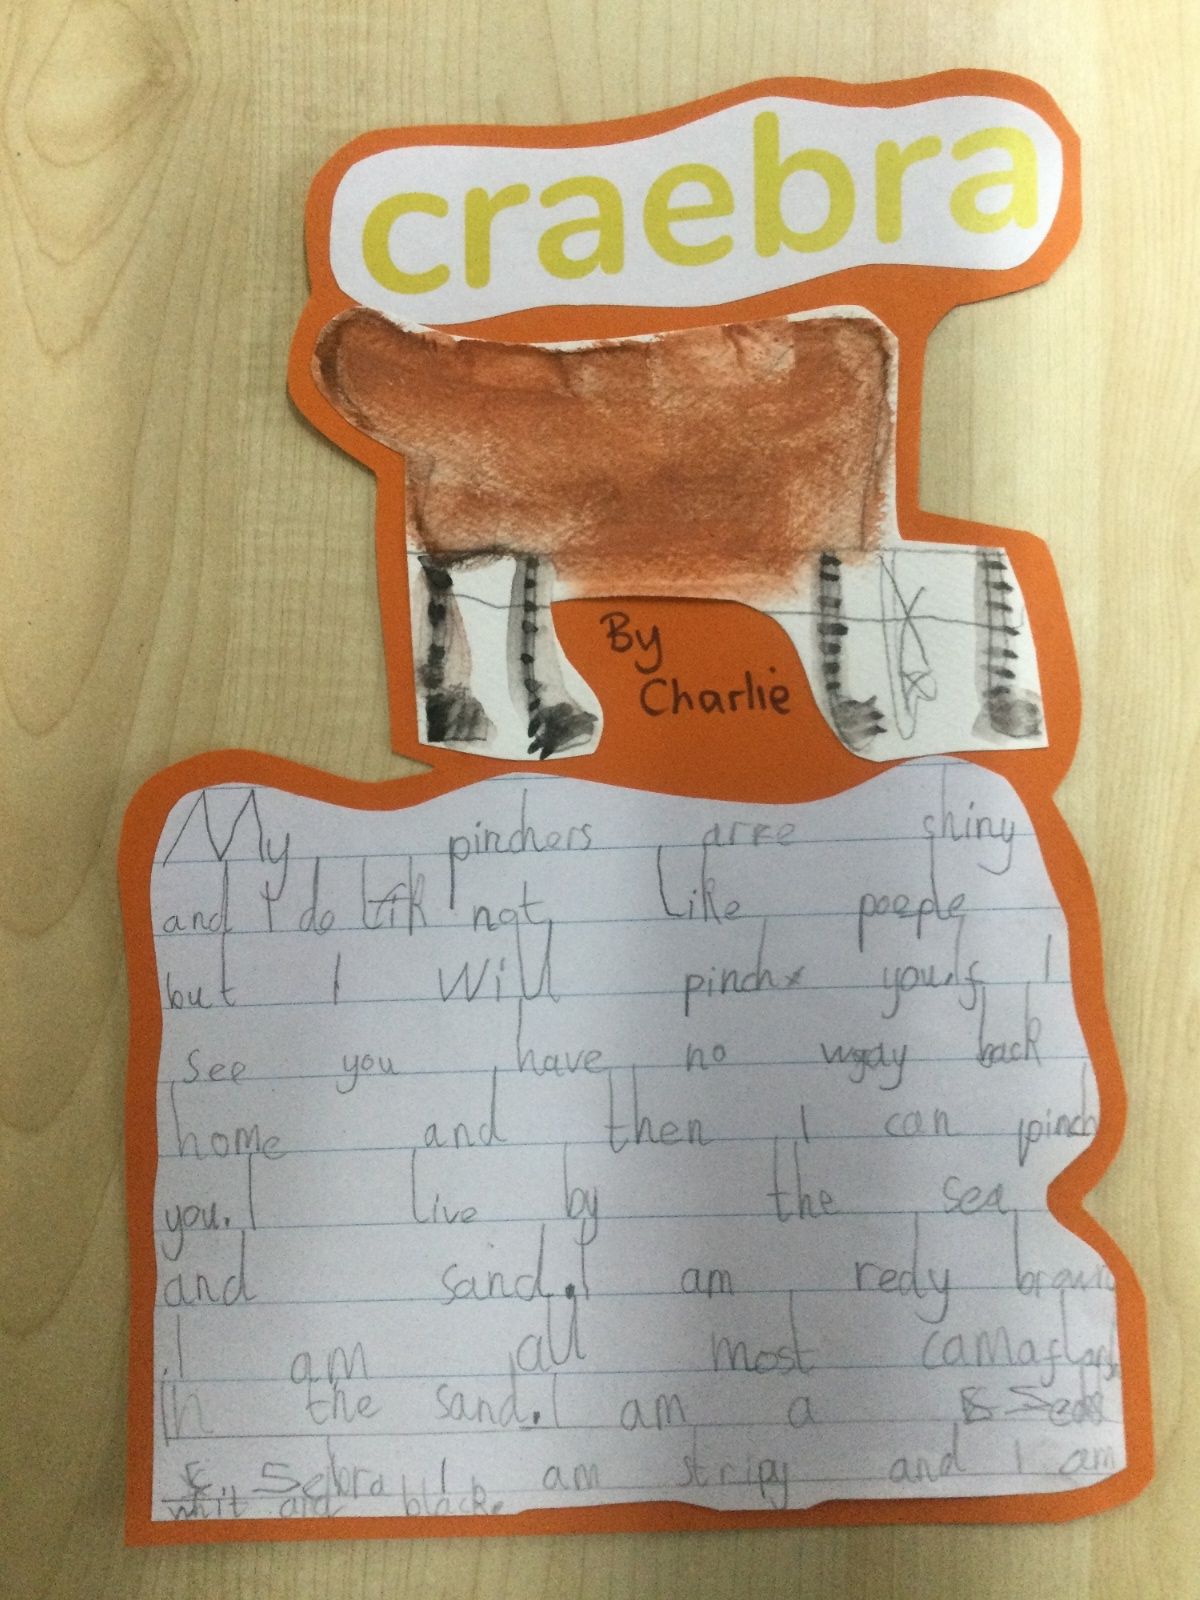 craebra
By
Charlie
My pinchers arre shiny
and I do not like poeple
but I will pinch you.if I
see you have no way back
home and then I can pinch
you. I live by the sea
and sand. I am redy brown
. I am all most
in the sand. I am a
Sebra I am stripy and I am
whit and black.